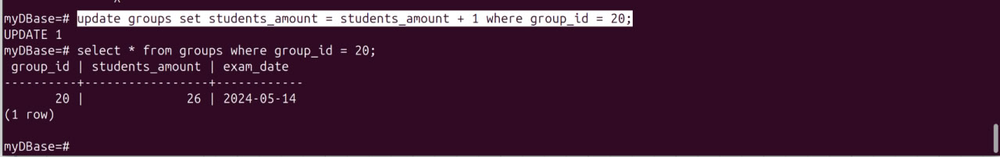 myDBase=# update groups set students_amount = students_amount + 1 where group_id = 20;
UPDATE 1
myDBase=# select * from groups where group_id = 20;
 group_id | students_amount | exam_date
----------+-----------------+------------
       20 |              26 | 2024-05-14
(1 row)

myDBase=#